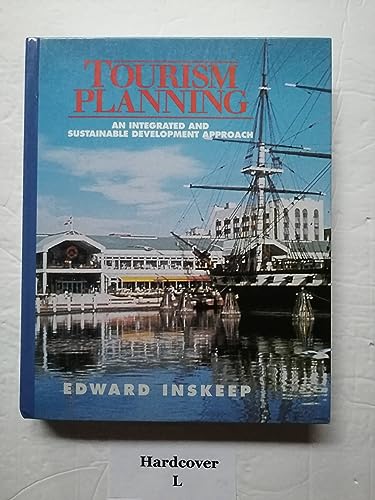 TOURISM
PLANNING
AN INTEGRATED AND
SUSTAINABLE DEVELOPMENT APPROACH
EDWARD INSKEEP
Hardcover
L